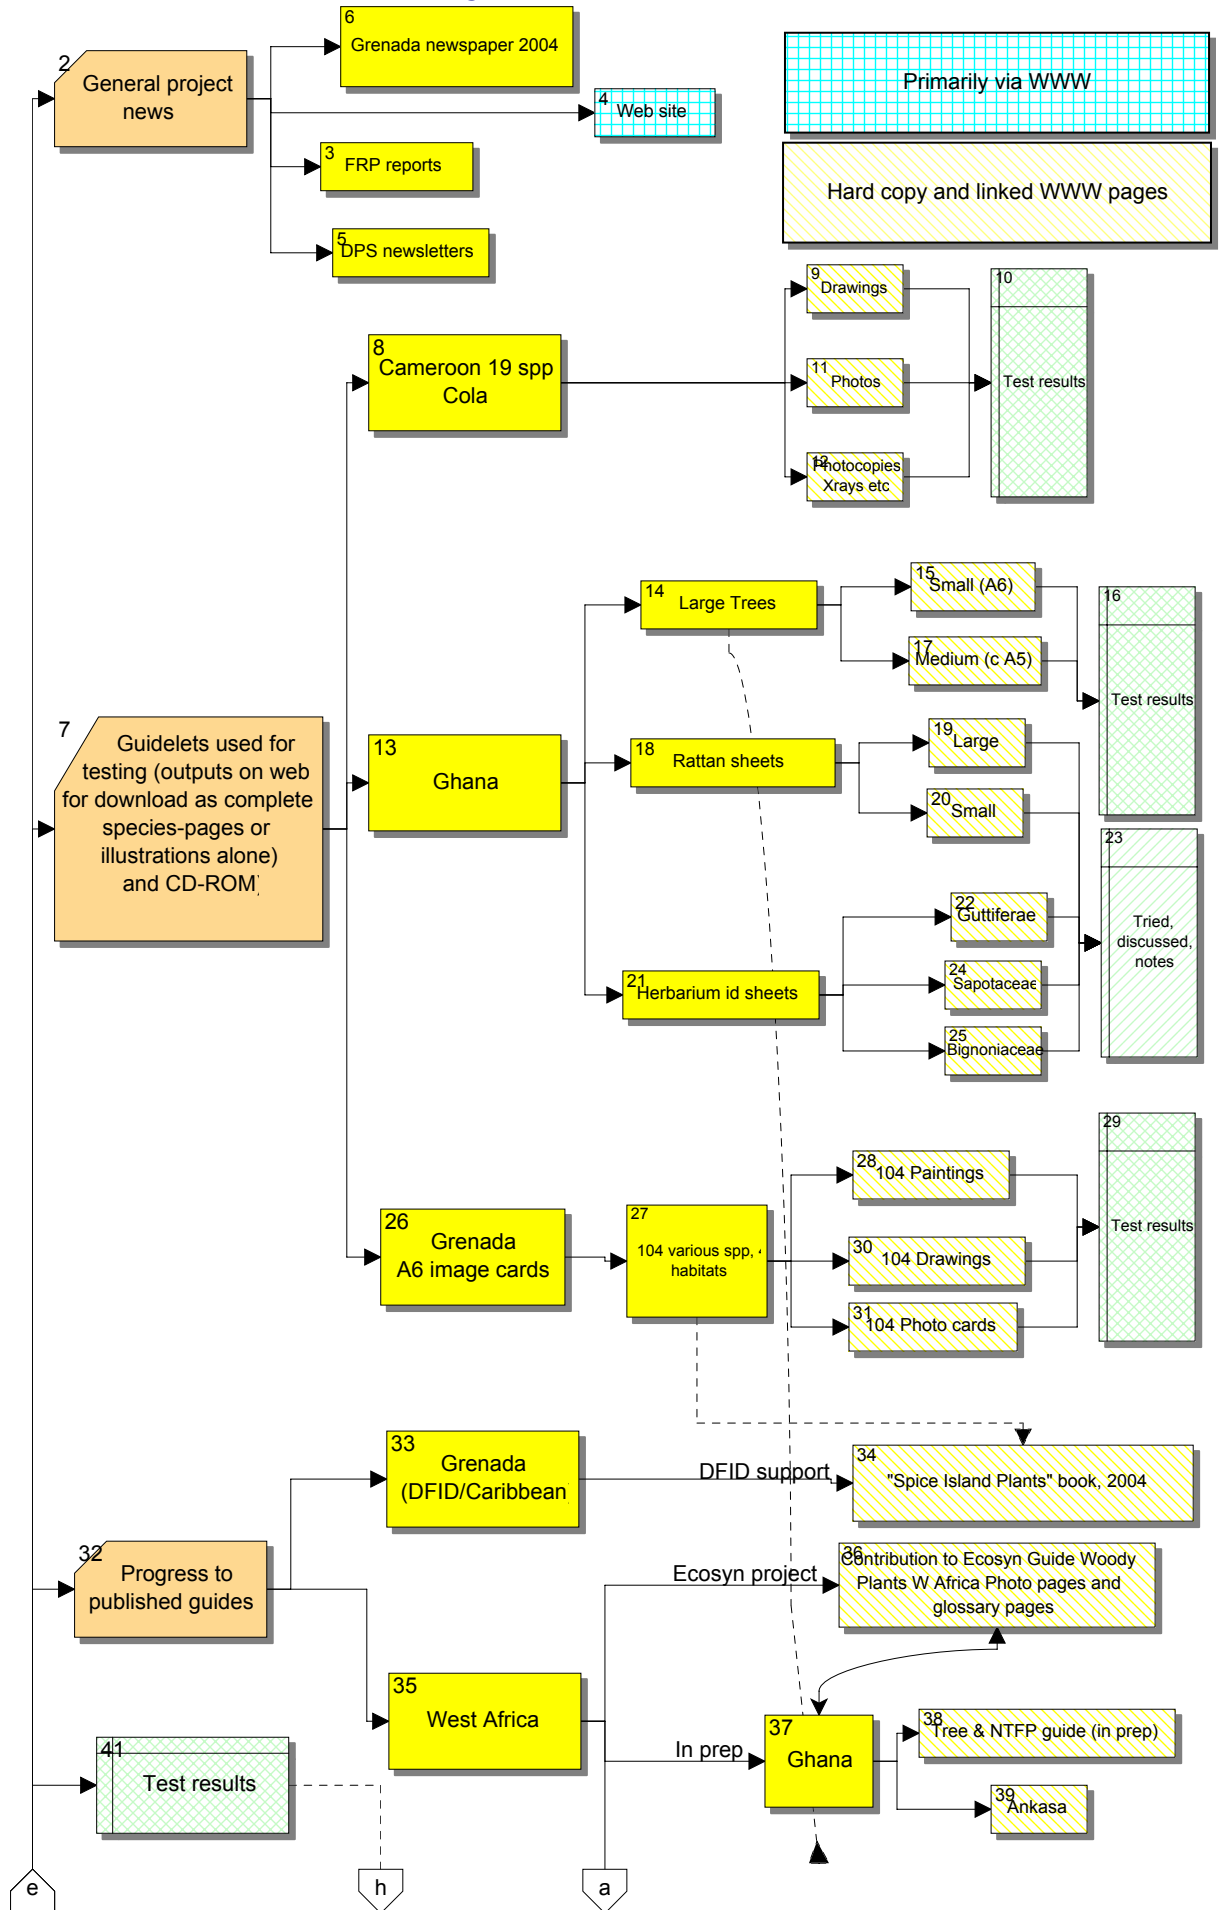 6
Grenada newspaper 2004
2
General project
news
4
Web site
Primarily via WWW
3
FRP reports
Hard copy and linked WWW pages
5
DPS newsletters
9
Drawings
10
Test results
8
Cameroon 19 spp
Cola
11
Photos
12
Photocopies
Xrays etc
14
Large Trees
15
Small (A6)
16
Test results
17
Medium (c A5)
7
Guidelets used for
testing (outputs on web
for download as complete
species-pages or
illustrations alone)
and CD-ROM)
13
Ghana
18
Rattan sheets
19
Large
20
Small
23
Tried,
discussed,
notes
22
Guttiferae
21
Herbarium id sheets
24
Sapotaceae
25
Bignoniaceae
29
Test results
28
104 Paintings
26
Grenada
A6 image cards
27
104 various spp,
habitats
30
104 Drawings
31
104 Photo cards
33
Grenada
(DFID/Caribbean)
DFID support
34
"Spice Island Plants" book, 2004
32
Progress to
published guides
Ecosyn project
36
Contribution to Ecosyn Guide Woody
Plants W Africa Photo pages and
glossary pages
35
West Africa
In prep
37
Ghana
38
Tree & NTFP guide (in prep)
39
Ankasa
41
Test results
e
h
a